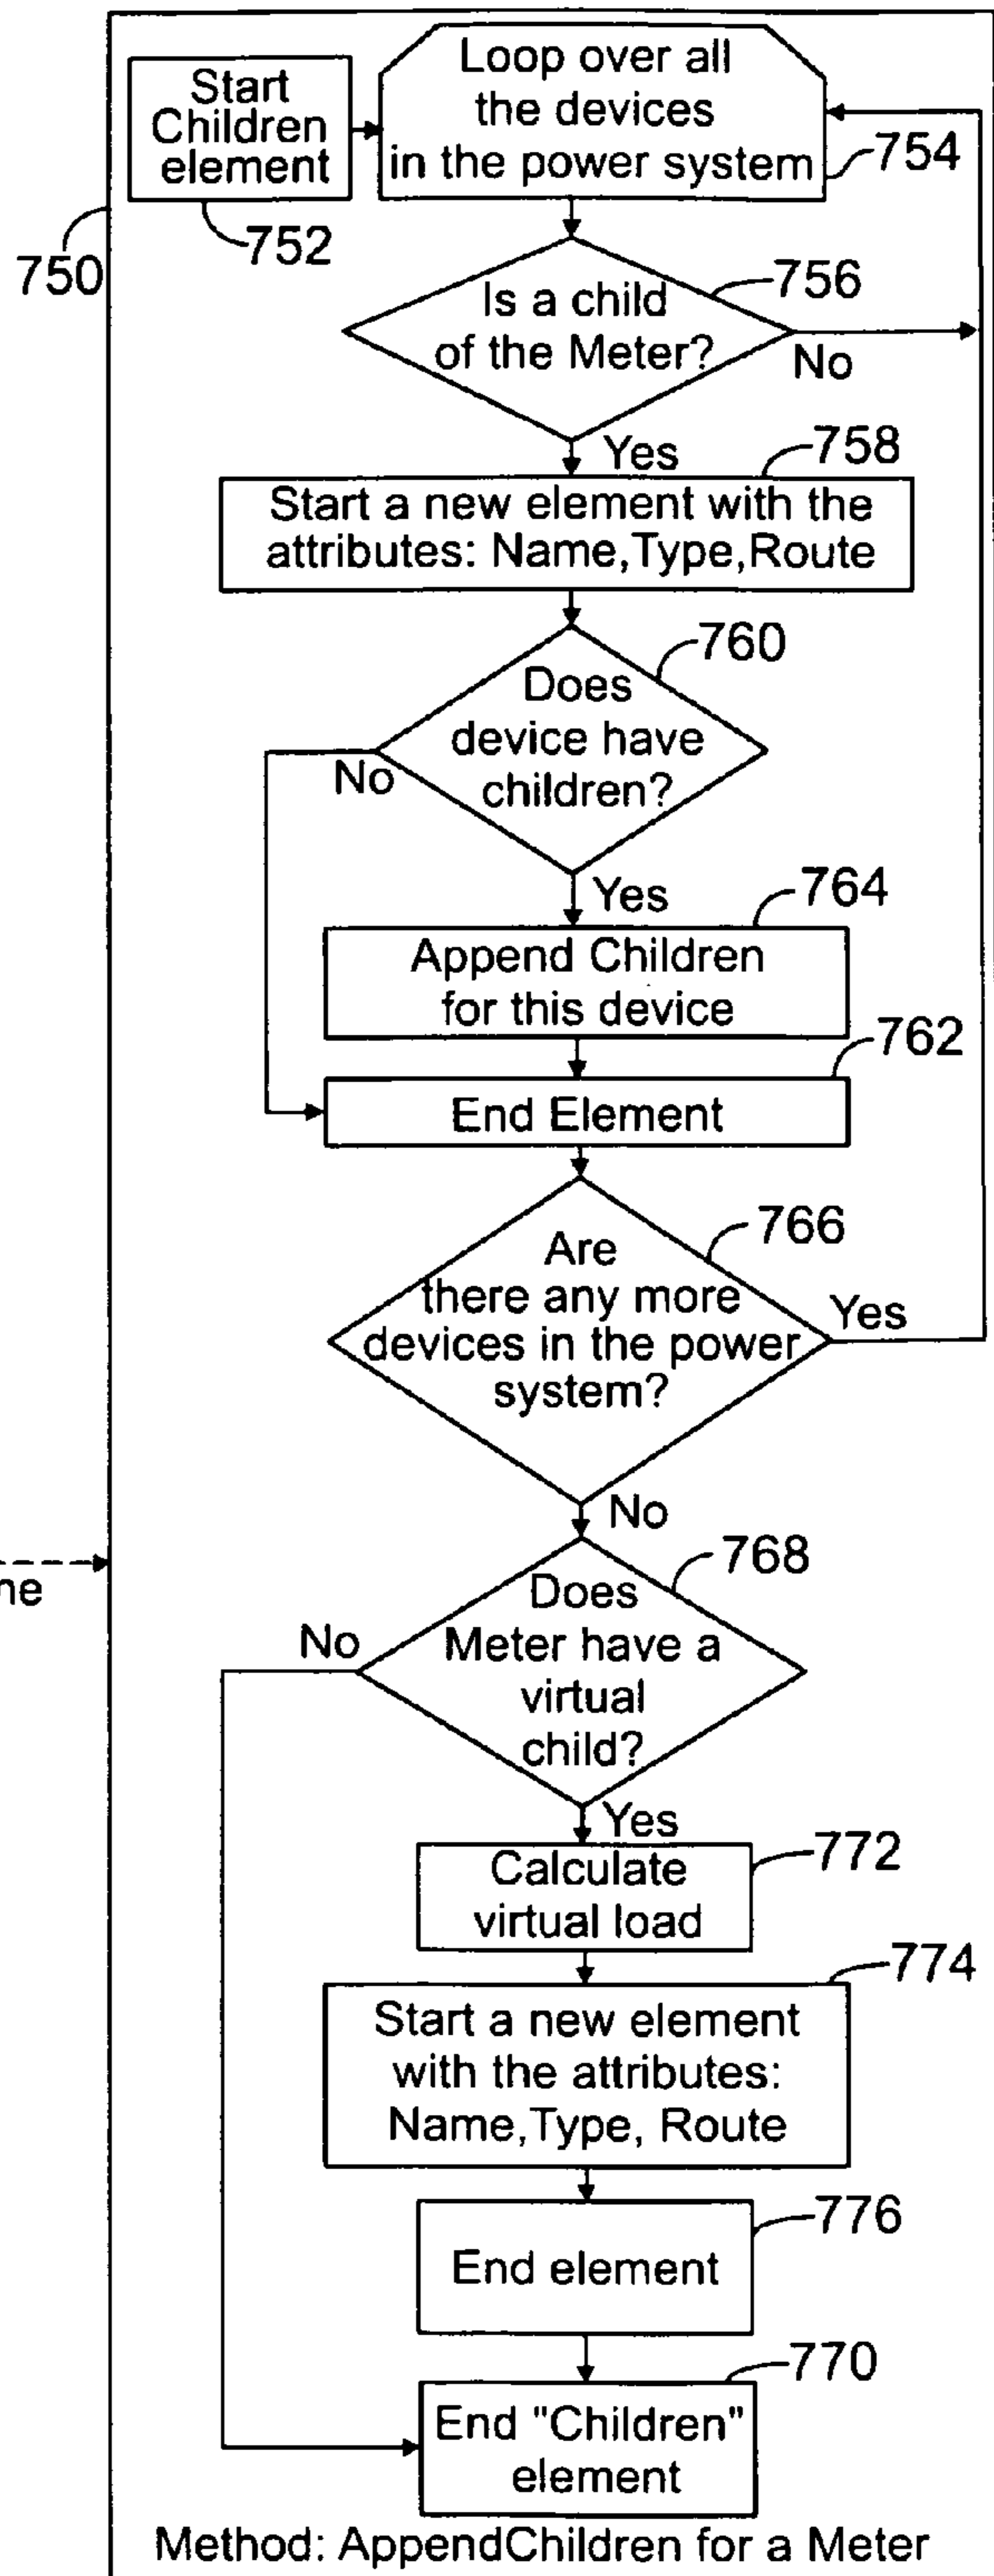 Start
Children
element
Loop over all
the devices
in the power system
754
752
750
756
Is a child
of the Meter?
No
Yes
758
Start a new element with the
attributes: Name,Type,Route
760
Does
device have
children?
No
Yes
764
Append Children
for this device
762
End Element
766
Are
there any more
devices in the power
system?
Yes
No
768
Does
Meter have a
virtual
child?
No
Yes
772
Calculate
virtual load
774
Start a new element
with the attributes:
Name,Type, Route
776
End element
770
End "Children"
element
Method: AppendChildren for a Meter